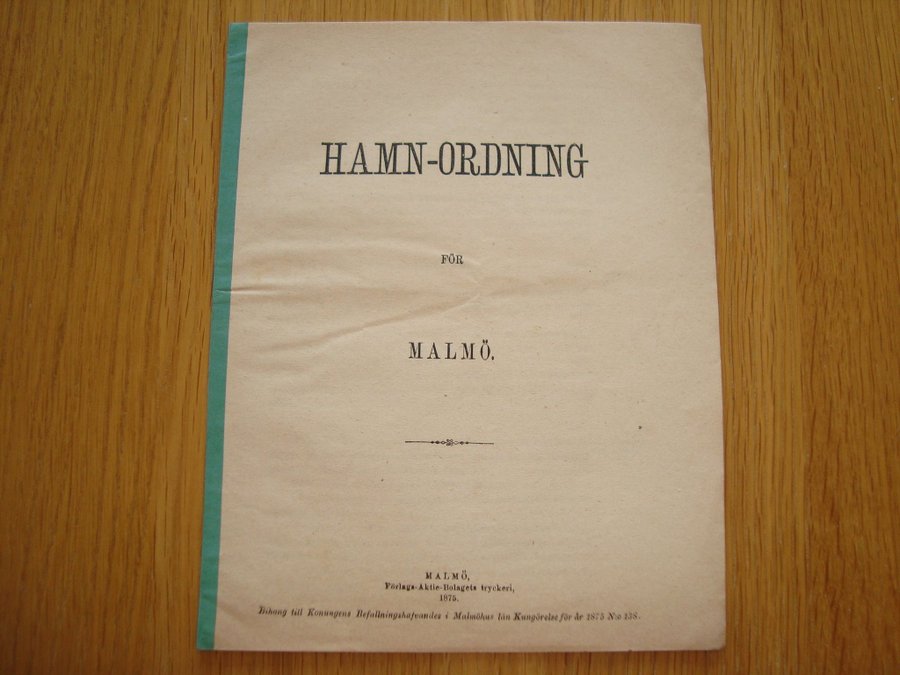 HAMN-ORDNING
FÖR
MALMÖ.
MALMÖ,
Förlags-Aktie-Bolagets tryckeri,
1875.
Bihang till Konungens Befallningshafvandes i Malmöhus län Kungörelse för år 1875 N:o 138.